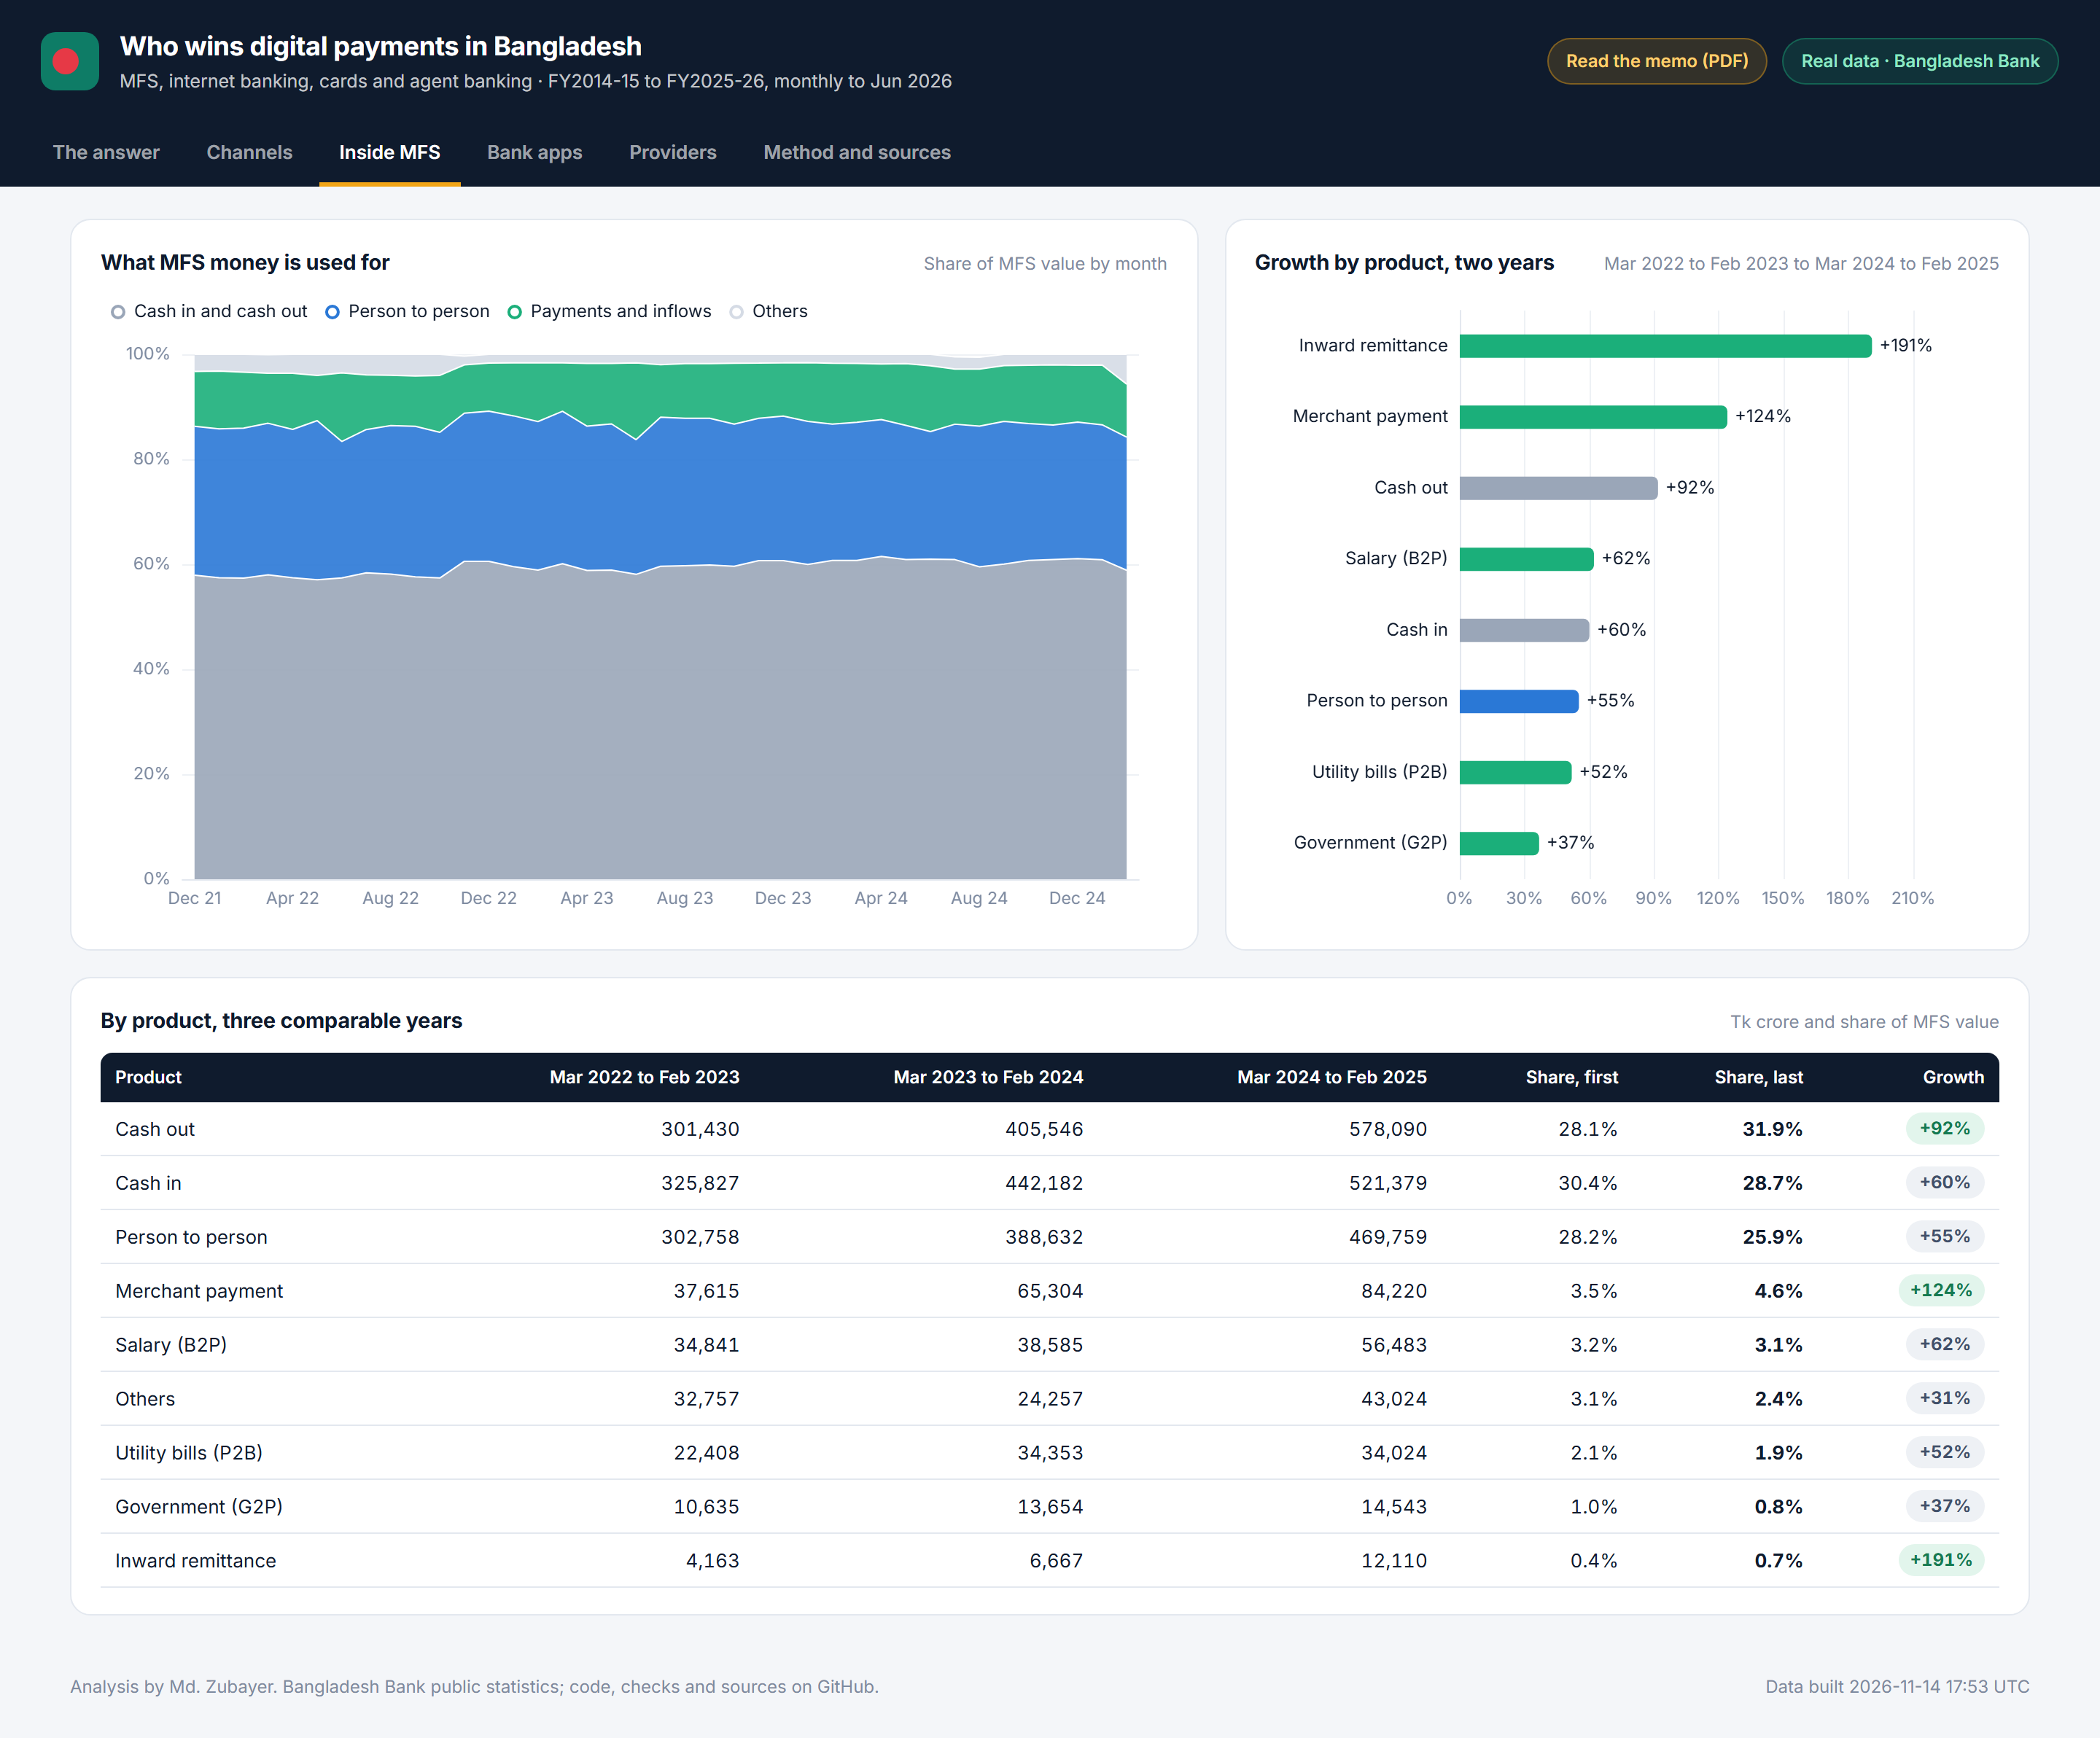 Who wins digital payments in Bangladesh
MFS, internet banking, cards and agent banking · FY2014-15 to FY2025-26, monthly to Jun 2026
Read the memo (PDF)
Real data · Bangladesh Bank
The answer
Channels
Inside MFS
Bank apps
Providers
Method and sources
What MFS money is used for
Share of MFS value by month
Cash in and cash out
Person to person
Payments and inflows
Others
100%
80%
60%
40%
20%
0%
Dec 21
Apr 22
Aug 22
Dec 22
Apr 23
Aug 23
Dec 23
Apr 24
Aug 24
Dec 24
Growth by product, two years
Mar 2022 to Feb 2023 to Mar 2024 to Feb 2025
Inward remittance +191%
Merchant payment +124%
Cash out +92%
Salary (B2P) +62%
Cash in +60%
Person to person +55%
Utility bills (P2B) +52%
Government (G2P) +37%
0% 30% 60% 90% 120% 150% 180% 210%
By product, three comparable years
Tk crore and share of MFS value
Product Mar 2022 to Feb 2023 Mar 2023 to Feb 2024 Mar 2024 to Feb 2025 Share, first Share, last Growth
Cash out 301,430 405,546 578,090 28.1% 31.9% +92%
Cash in 325,827 442,182 521,379 30.4% 28.7% +60%
Person to person 302,758 388,632 469,759 28.2% 25.9% +55%
Merchant payment 37,615 65,304 84,220 3.5% 4.6% +124%
Salary (B2P) 34,841 38,585 56,483 3.2% 3.1% +62%
Others 32,757 24,257 43,024 3.1% 2.4% +31%
Utility bills (P2B) 22,408 34,353 34,024 2.1% 1.9% +52%
Government (G2P) 10,635 13,654 14,543 1.0% 0.8% +37%
Inward remittance 4,163 6,667 12,110 0.4% 0.7% +191%
Analysis by Md. Zubayer. Bangladesh Bank public statistics; code, checks and sources on GitHub.
Data built 2026-11-14 17:53 UTC